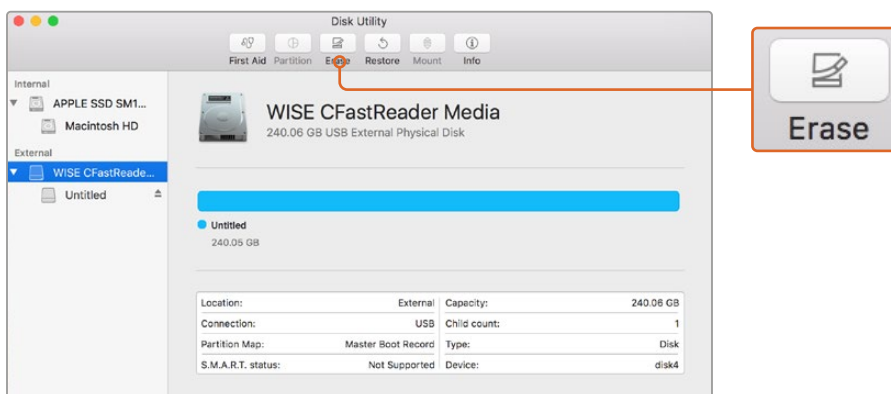 Disk Utility
First Aid Partition Erase Restore Mount Info
Erase
Internal
APPLE SSD SM1...
Macintosh HD
External
WISE CFastReade...
Untitled
WISE CFastReader Media
240.06 GB USB External Physical Disk
Untitled
240.05 GB
Location: External Capacity: 240.06 GB
Connection: USB Child count: 1
Partition Map: Master Boot Record Type: Disk
S.M.A.R.T. status: Not Supported Device: disk4